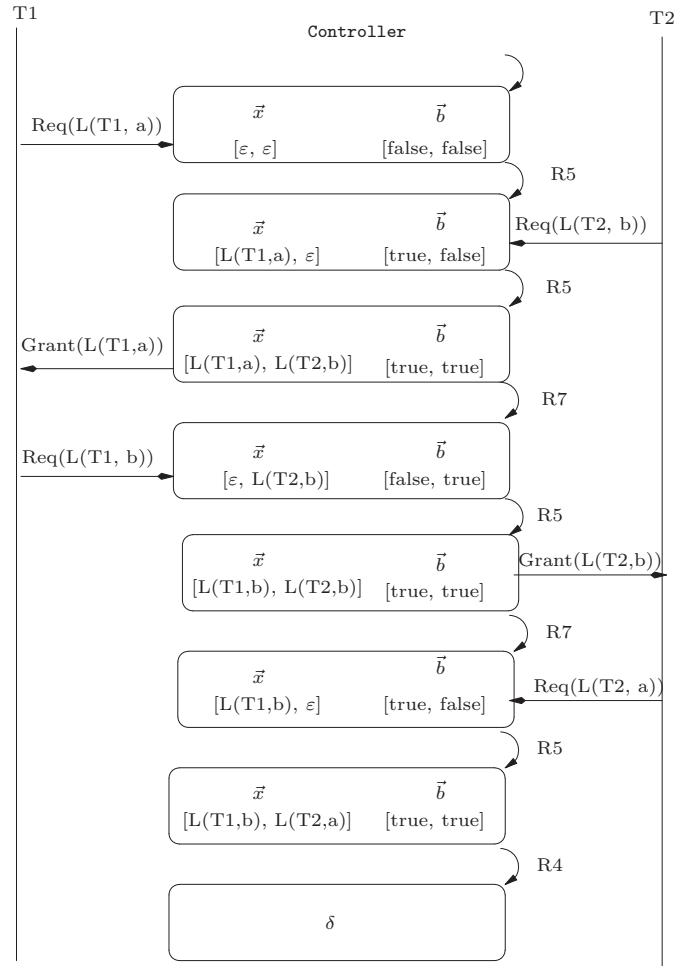 T1 Controller T2
x⃗ b⃗
Req(L(T1, a))
[ε, ε] [false, false]
R5
x⃗ b⃗
Req(L(T2, b))
[L(T1,a), ε] [true, false]
R5
x⃗ b⃗
Grant(L(T1,a))
[L(T1,a), L(T2,b)] [true, true]
R7
x⃗ b⃗
Req(L(T1, b))
[ε, L(T2,b)] [false, true]
R5
x⃗ b⃗
Grant(L(T2,b))
[L(T1,b), L(T2,b)] [true, true]
R7
x⃗ b⃗
Req(L(T2, a))
[L(T1,b), ε] [true, false]
R5
x⃗ b⃗
[L(T1,b), L(T2,a)] [true, true]
R4
δ